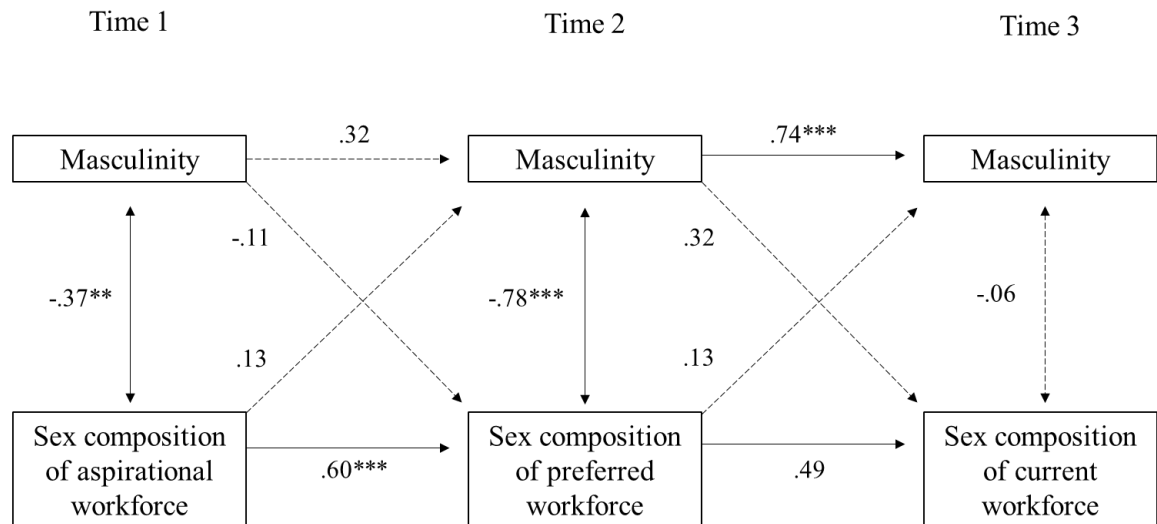 Time 1
Time 2
Time 3
.32
.74***
Masculinity
Masculinity
Masculinity
-.11
.32
-.37**
-.78***
-.06
.13
.13
Sex composition
of aspirational
workforce
.60***
Sex composition
of preferred
workforce
.49
Sex composition
of current
workforce